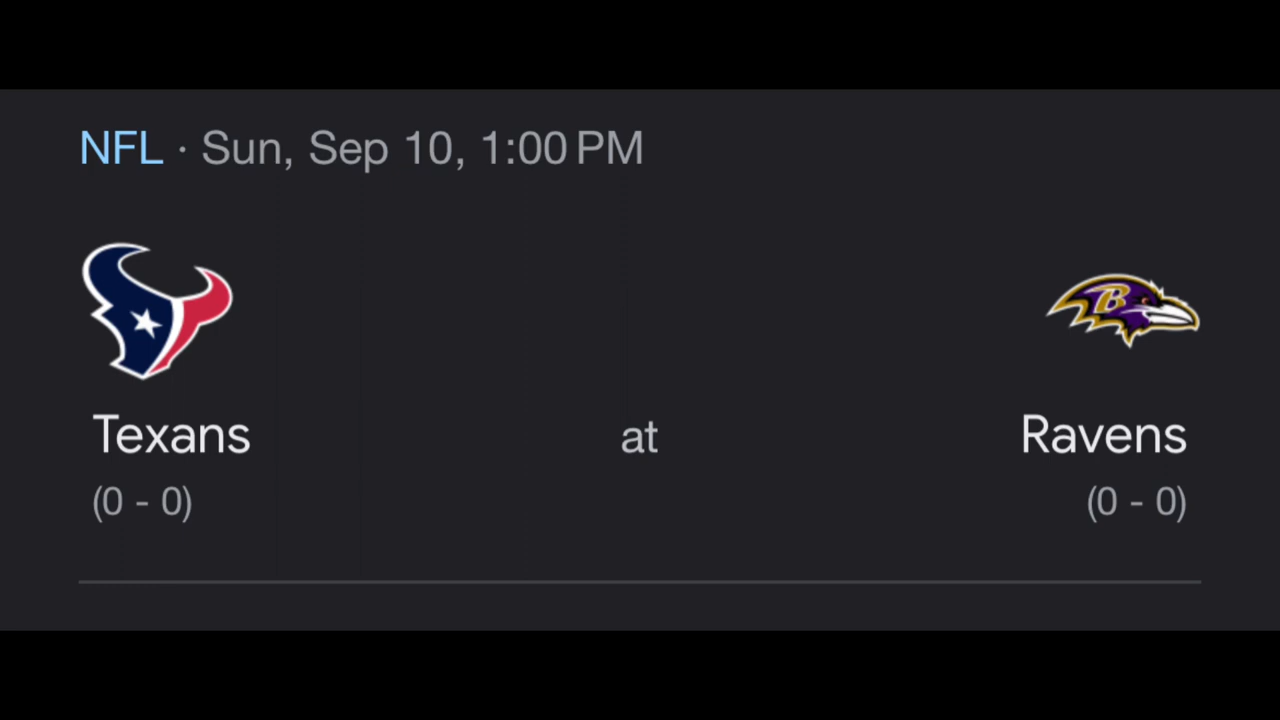 NFL · Sun, Sep 10, 1:00 PM
B
Texans at Ravens
(0 - 0) (0 - 0)